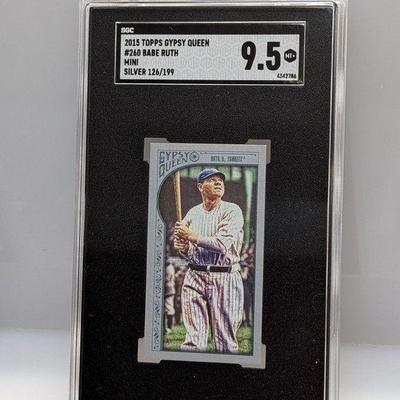 SGC
2015 TOPPS GYPSY QUEEN
#260 BABE RUTH
MINI
SILVER 126/199
9.5 MT+
4342786
GYPSY QUEEN
RUTH, B., YANKEES